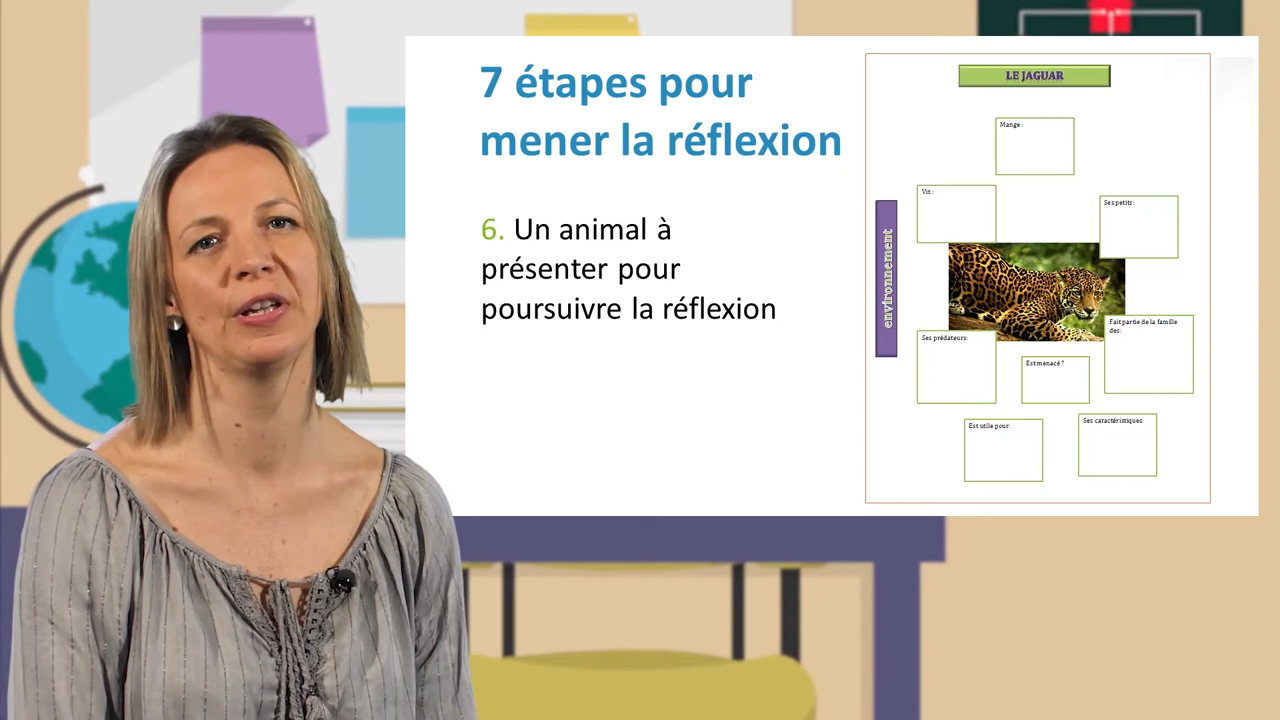 7 étapes pour
mener la réflexion
6. Un animal à
présenter pour
poursuivre la réflexion
LE JAGUAR
Mange :
Vit :
Ses petits:
environnement
Fait partie de la famille
des:
Ses prédateurs:
Est menacé ?
Est utile pour:
Ses caractéristiques: